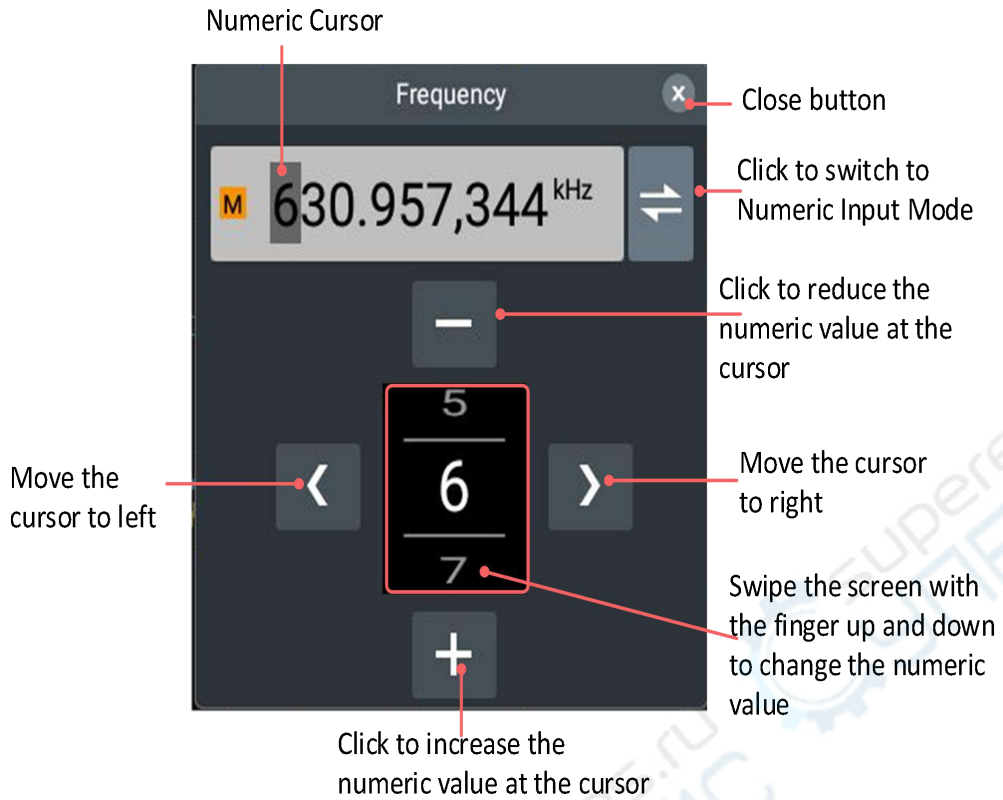 Numeric Cursor
Frequency
x
Close button
M
630.957,344 kHz
Click to switch to
Numeric Input Mode
Click to reduce the
numeric value at the
cursor
5
6
7
Move the
cursor to left
Move the cursor
to right
Swipe the screen with
the finger up and down
to change the numeric
value
Click to increase the
numeric value at the cursor